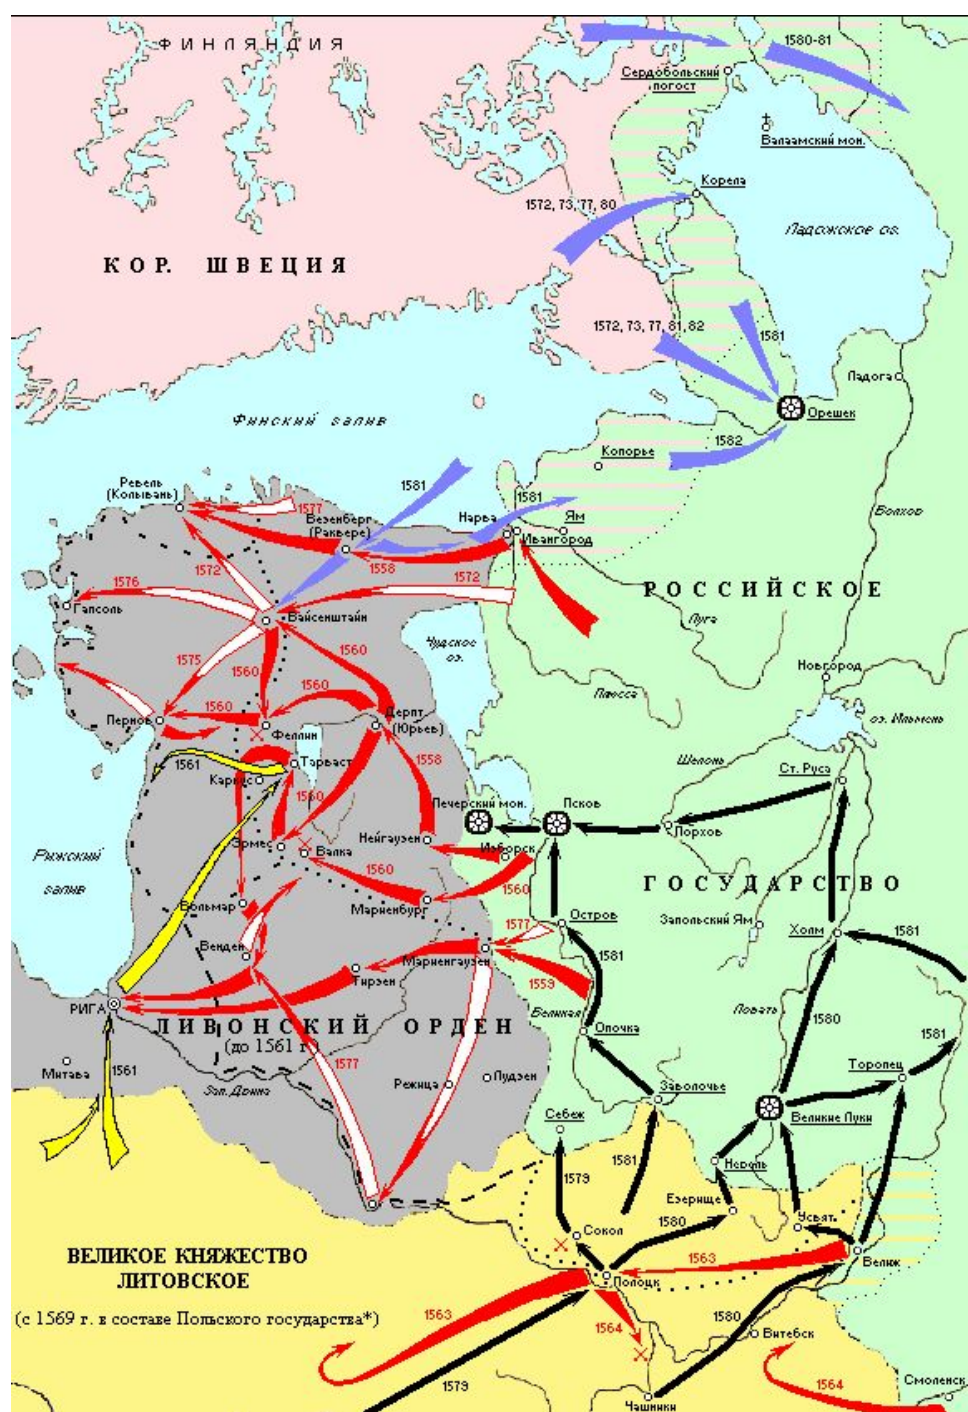 ФИНЛЯНДИЯ
1580-81
Сердобольский
погост
Валаамский мон.
Корела
1572, 73, 77, 80
Ладожское оз.
КОР. ШВЕЦИЯ
1572, 73, 77, 81, 82
1581
Ладога
Орешек
Финский залив
1582
Копорье
Ревель
(Колывань)
1577
1581
1581
Везенберг
(Раквере)
Нарва
Ям
Ивангород
Волхов
1558
1572
1572
1576
РОССИЙСКОЕ
Гапсоль
Вайсенштайн
Луга
Чудское
оз.
1575
1560
1560
Новгород
1560
Плюсса
1560
Пернов
Дерпт
(Юрьев)
оз. Ильмень
Феллин
1561
Тарваст
1558
Шелонь
Каркус
Ст. Руса
1560
Печерский мон.
Псков
Порхов
Нейгаузен
Изборск
Эрмес
Валка
Рижский
залив
1560
1560
ГОСУДАРСТВО
Вольмар
Мариенбург
Остров
Запольский Ям
Холм
1577
1581
Венден
1581
Мариенгаузен
Тирзен
1559
РИГА
Великая
Ловать
ЛИВОНСКИЙ ОРДЕН
(до 1561 г.)
Опочка
1580
1581
1577
Митава
1561
Зап. Двина
Режица
Лудзен
Торопец
Заволочье
Себеж
Великие Луки
1579
1581
Невель
Езерище
1580
Усвят.
Сокол
ВЕЛИКОЕ КНЯЖЕСТВО
ЛИТОВСКОЕ
1563
Велиж
Полоцк
(с 1569 г. в составе Польского государства*)
1563
1564
1580
Витебск
1579
1564
Смоленск
Чашники